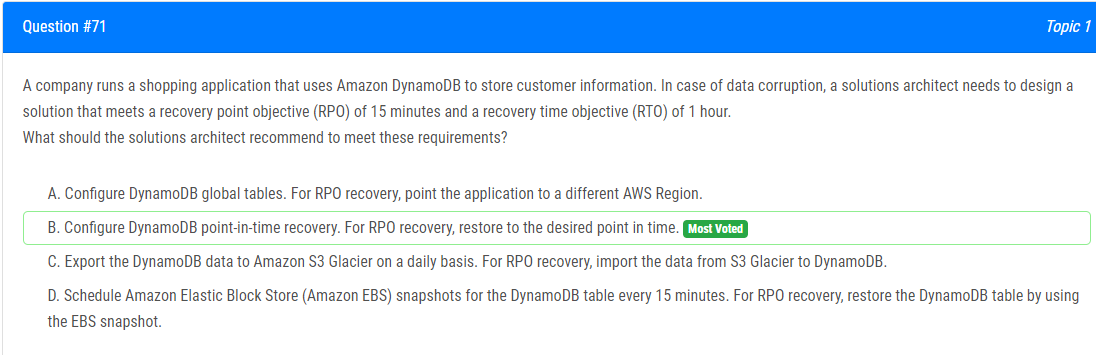 Question #71
Topic 1
A company runs a shopping application that uses Amazon DynamoDB to store customer information. In case of data corruption, a solutions architect needs to design a
solution that meets a recovery point objective (RPO) of 15 minutes and a recovery time objective (RTO) of 1 hour.
What should the solutions architect recommend to meet these requirements?
A. Configure DynamoDB global tables. For RPO recovery, point the application to a different AWS Region.
B. Configure DynamoDB point-in-time recovery. For RPO recovery, restore to the desired point in time. Most Voted
C. Export the DynamoDB data to Amazon S3 Glacier on a daily basis. For RPO recovery, import the data from S3 Glacier to DynamoDB.
D. Schedule Amazon Elastic Block Store (Amazon EBS) snapshots for the DynamoDB table every 15 minutes. For RPO recovery, restore the DynamoDB table by using
the EBS snapshot.